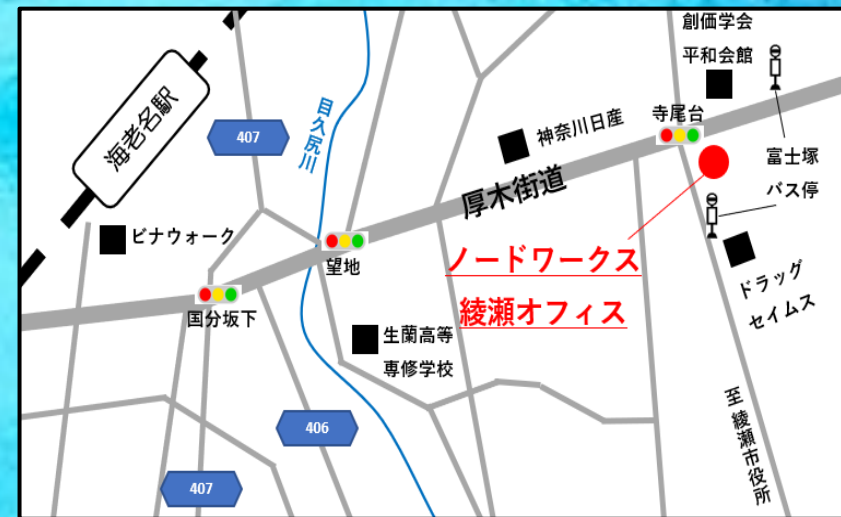 創価学会
平和会館
海老名駅
407
目久尻川
神奈川日産
寺尾台
富士塚
バス停
厚木街道
ビナウォーク
望地
ノードワークス
綾瀬オフィス
国分坂下
生蘭高等
専修学校
ドラッグ
セイムス
406
407
至 綾瀬市役所